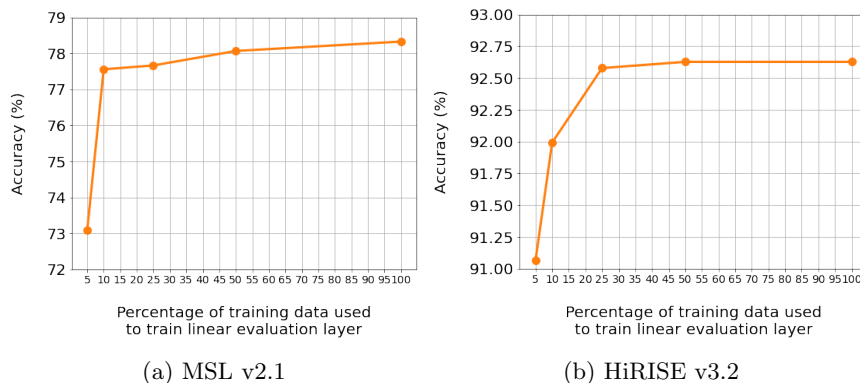 79
78
77
76
75
74
73
72
Accuracy (%)
5 10 15 20 25 30 35 40 45 50 55 60 65 70 75 80 85 90 95 100
Percentage of training data used
to train linear evaluation layer
(a) MSL v2.1
93.00
92.75
92.50
92.25
92.00
91.75
91.50
91.25
91.00
Accuracy (%)
5 10 15 20 25 30 35 40 45 50 55 60 65 70 75 80 85 90 95 100
Percentage of training data used
to train linear evaluation layer
(b) HiRISE v3.2